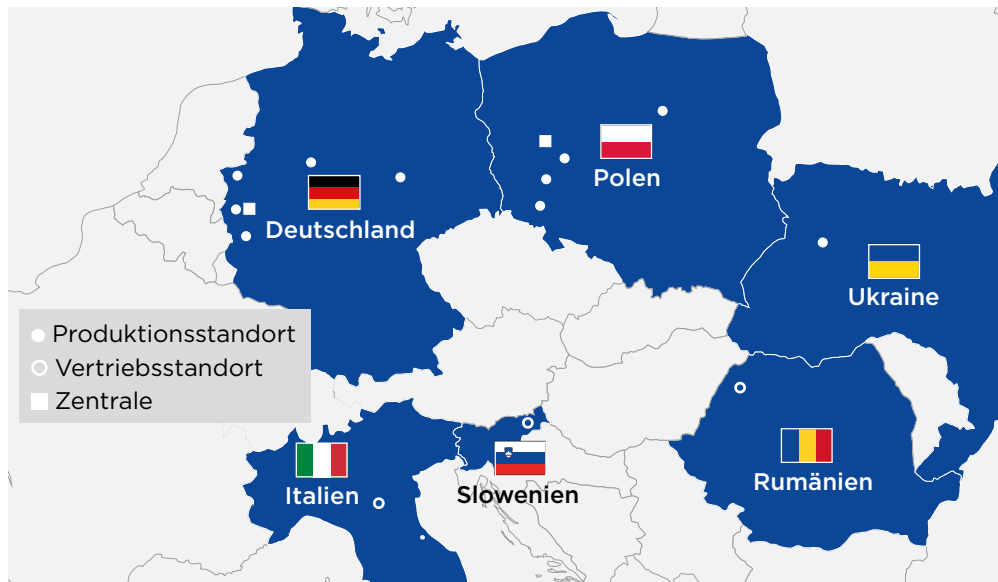 Polen
Deutschland
Ukraine
Produktionsstandort
Vertriebsstandort
Zentrale
Italien
Slowenien
Rumänien